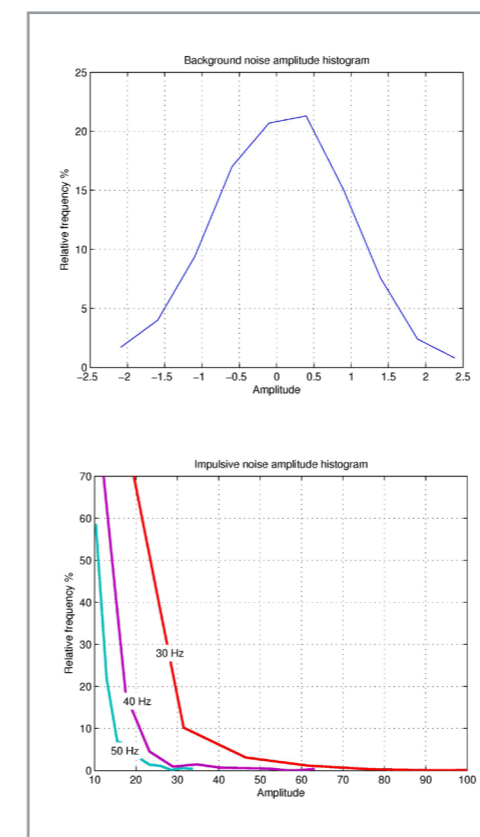 Background noise amplitude histogram
25
20
15
10
5
0
Relative frequency %
−2.5 −2 −1.5 −1 −0.5 0 0.5 1 1.5 2 2.5
Amplitude
Impulsive noise amplitude histogram
70
60
50
40
30
20
10
0
Relative frequency %
30 Hz
40 Hz
50 Hz
10 20 30 40 50 60 70 80 90 100
Amplitude